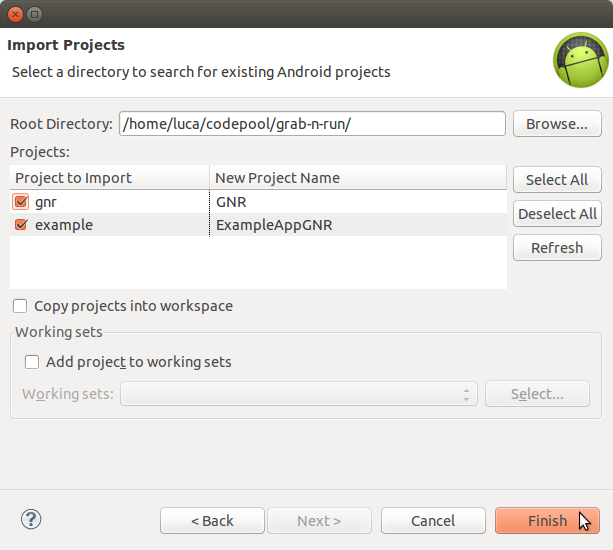 Import Projects
Select a directory to search for existing Android projects
Root Directory: /home/luca/codepool/grab-n-run/ Browse...
Projects:
Project to Import New Project Name Select All
gnr GNR
Deselect All
example ExampleAppGNR
Refresh
Copy projects into workspace
Working sets
Add project to working sets
Working sets: Select...
? < Back Next > Cancel Finish